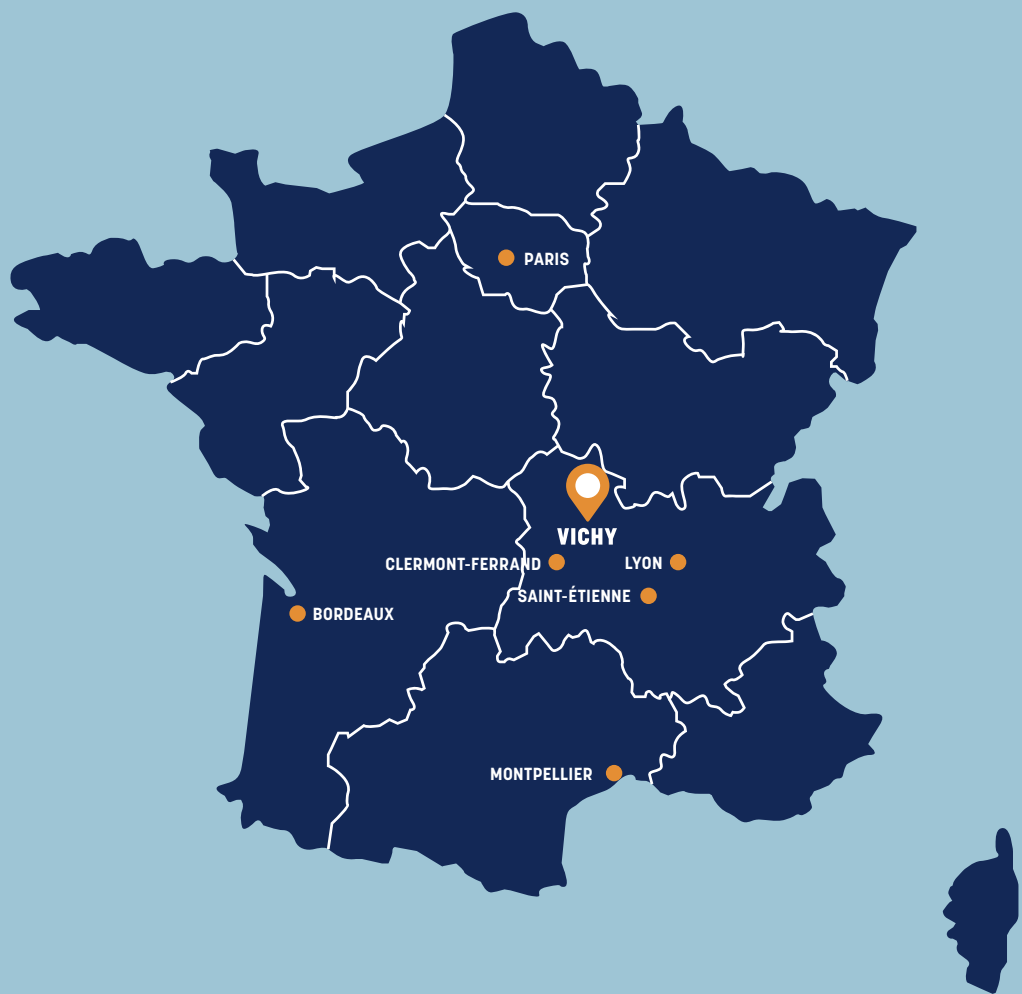 PARIS
VICHY
CLERMONT-FERRAND
LYON
SAINT-ÉTIENNE
BORDEAUX
MONTPELLIER